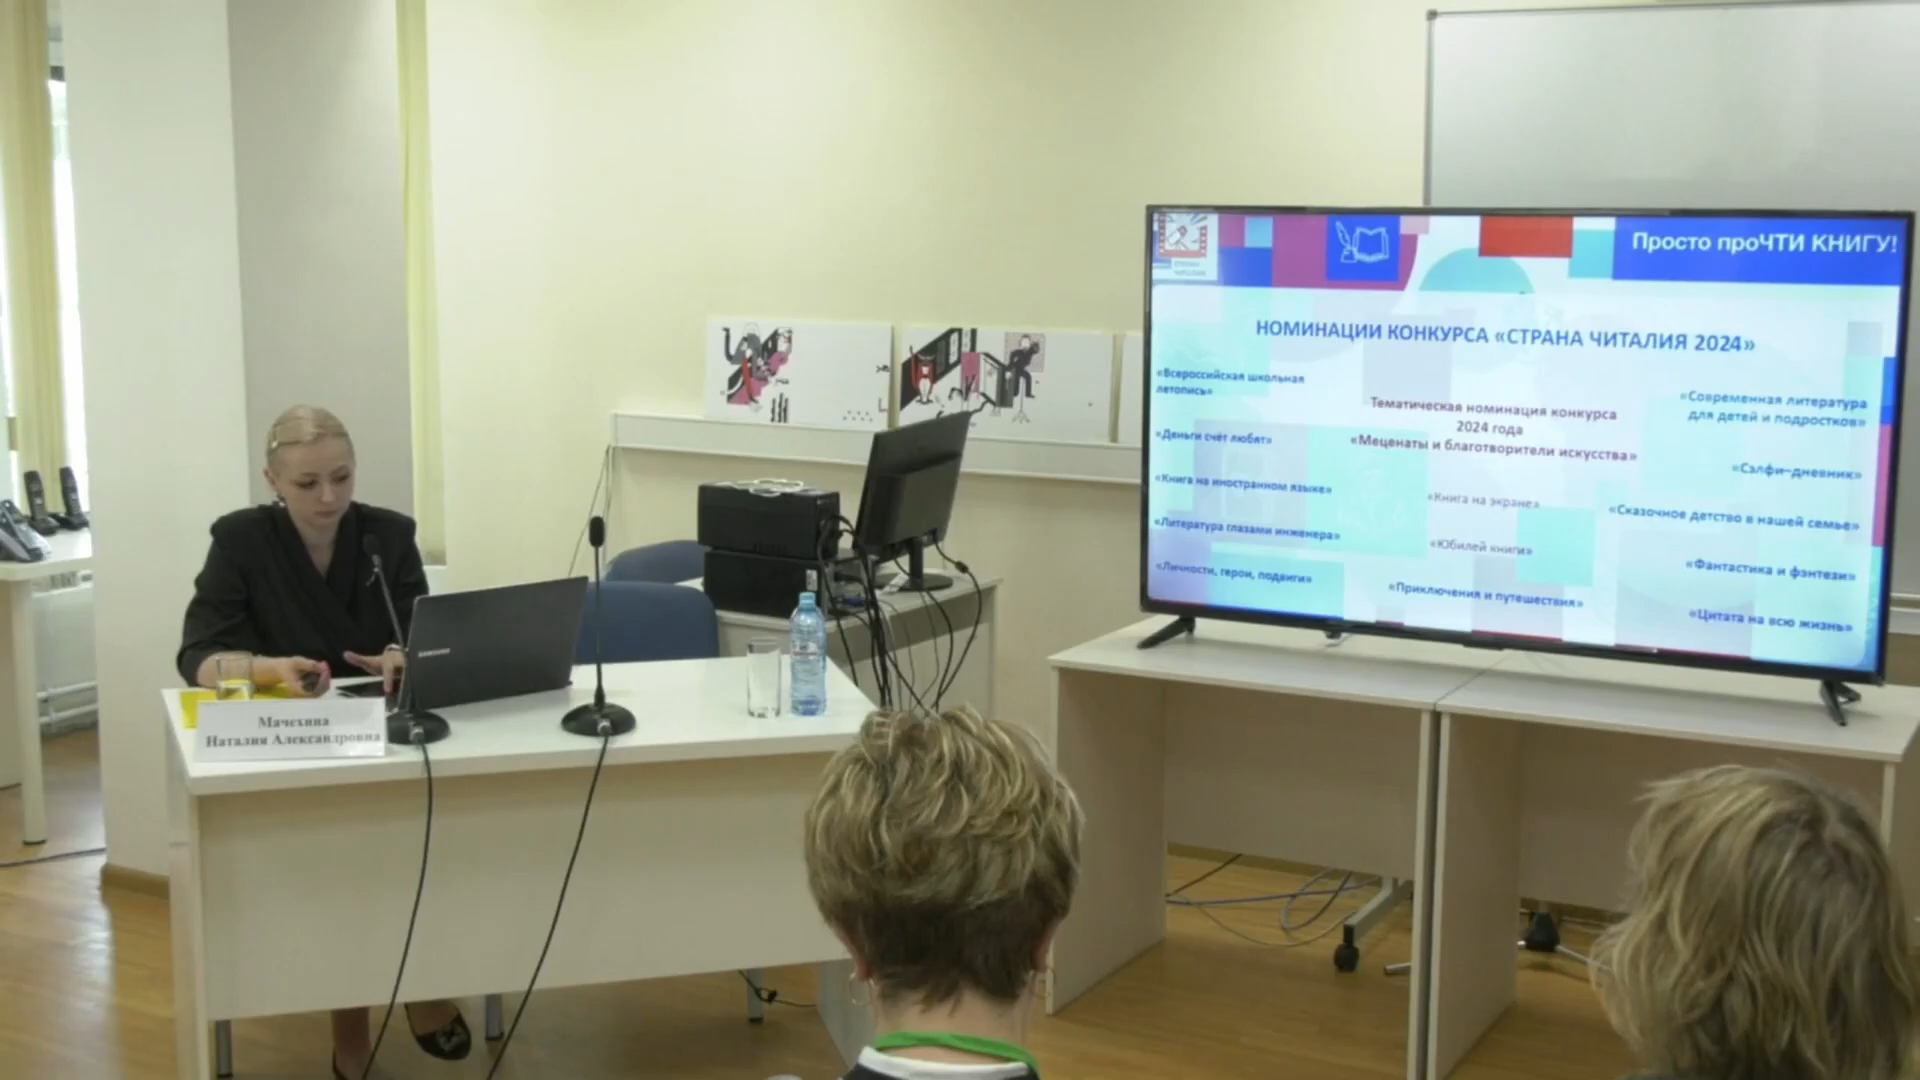 Просто проЧТИ КНИГУ!
СТРАНА
ЧИТАЛИЯ
НОМИНАЦИИ КОНКУРСА «СТРАНА ЧИТАЛИЯ 2024»
«Всероссийская школьная
летопись»
«Деньги счёт любят»
«Книга на иностранном языке»
«Литература глазами инженера»
«Личности, герои, подвиги»
Тематическая номинация конкурса
2024 года
«Меценаты и благотворители искусства»
«Книга на экране»
«Юбилей книги»
«Приключения и путешествия»
«Современная литература
для детей и подростков»
«Сэлфи–дневник»
«Сказочное детство в нашей семье»
«Фантастика и фэнтези»
«Цитата на всю жизнь»
SAMSUNG
Мачехина
Наталия Александровна